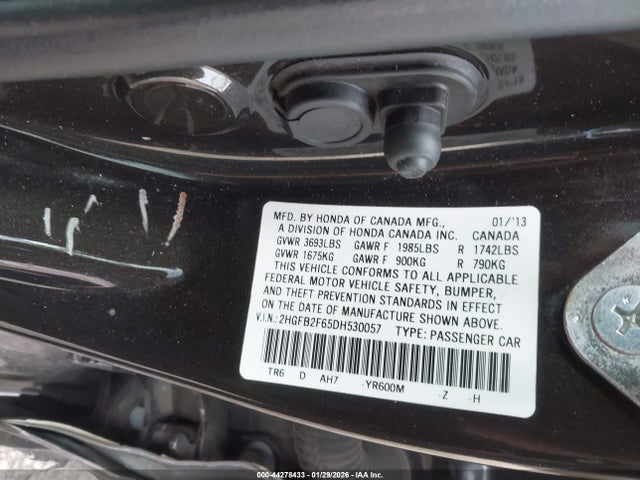 MFD. BY HONDA OF CANADA MFG., 01/'13
A DIVISION OF HONDA CANADA INC. CANADA
GVWR 3693LBS GAWR F 1985LBS R 1742LBS
GVWR 1675KG GAWR F 900KG R 790KG
THIS VEHICLE CONFORMS TO ALL APPLICABLE
FEDERAL MOTOR VEHICLE SAFETY, BUMPER,
AND THEFT PREVENTION STANDARDS IN EFFECT
ON THE DATE OF MANUFACTURE SHOWN ABOVE.
V.I.N.: 2HGFB2F65DH530057 TYPE: PASSENGER CAR
TR6 D AH7 -YR600M -Z -H
000-44278433 - 01/29/2026 - IAA Inc.